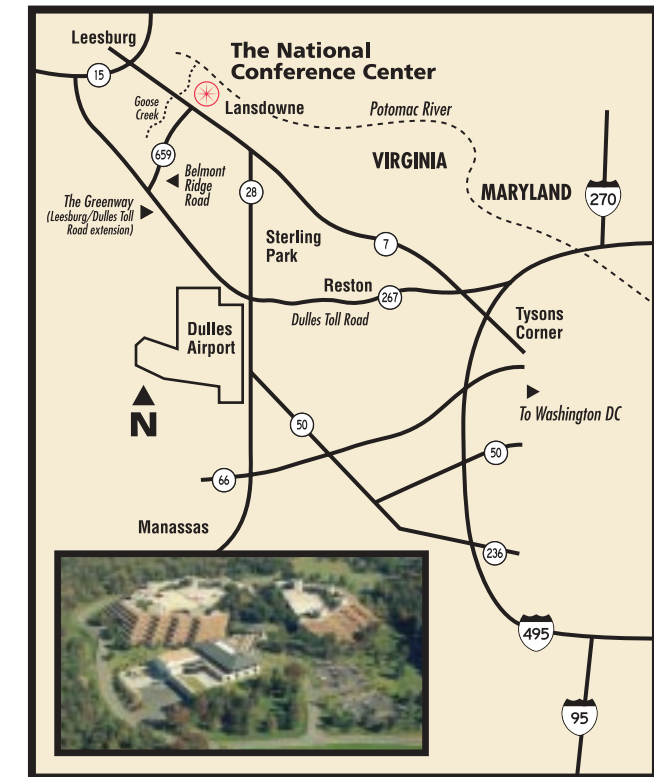 Leesburg
The National
Conference Center
15
Goose
Creek
Lansdowne
Potomac River
659
VIRGINIA
Belmont
Ridge
Road
28
MARYLAND
270
The Greenway
(Leesburg/Dulles Toll
Road extension)
Sterling
Park
7
Reston
267
Dulles Toll Road
Tysons
Corner
Dulles
Airport
N
To Washington DC
50
50
66
Manassas
236
495
95